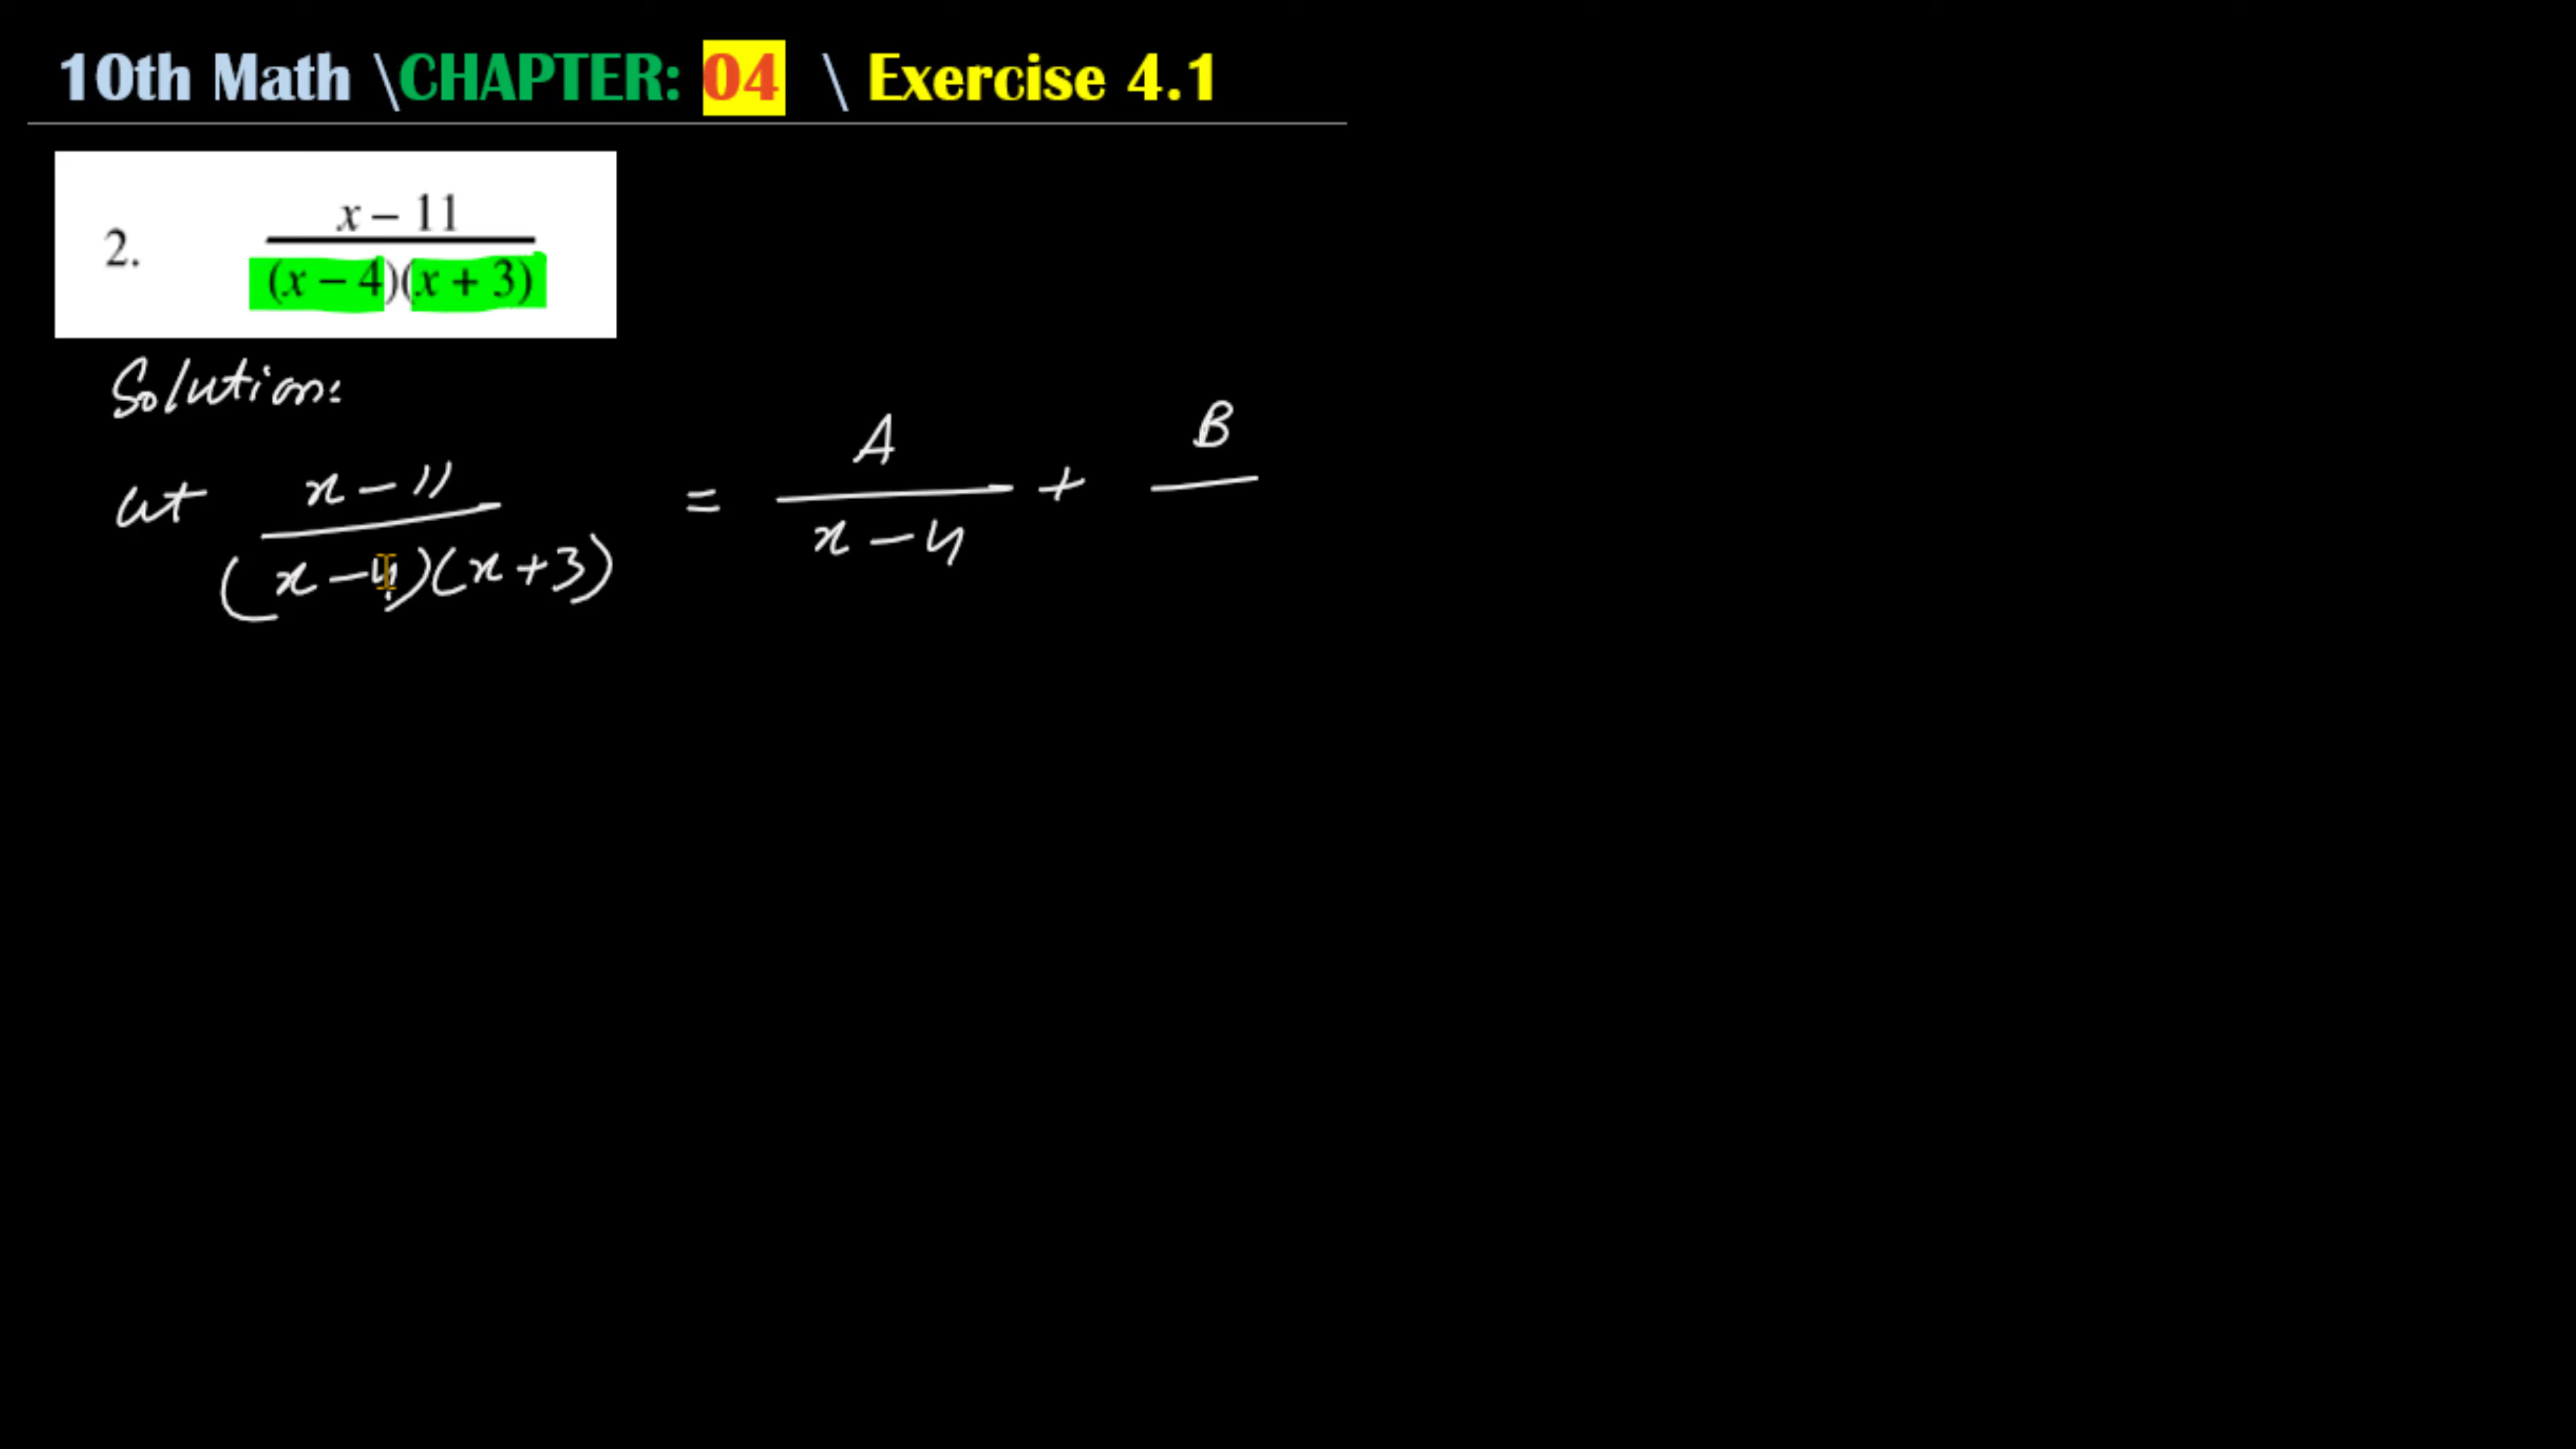 10th Math \CHAPTER: 04 \ Exercise 4.1
2. x – 11
(x – 4)(x + 3)
Solution:
let x - 11 / (x - 4)(x + 3) = A / x - 4 + B /